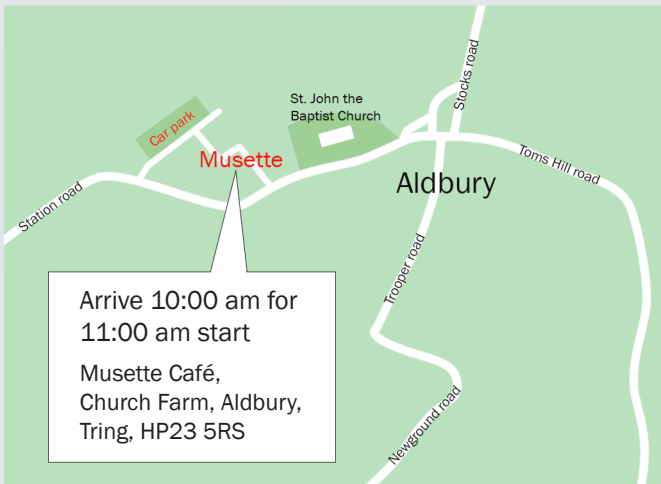 Stocks road
St. John the
Baptist Church
Car park
Musette
Toms Hill road
Aldbury
Station road
Trooper road
Arrive 10:00 am for
11:00 am start
Musette Café,
Church Farm, Aldbury,
Tring, HP23 5RS
Newground road